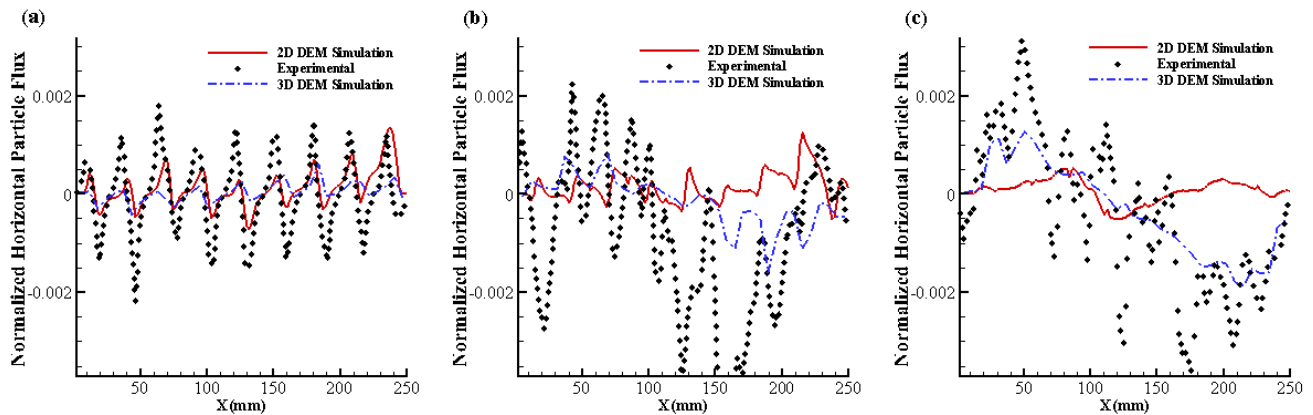 (a)
2D DEM Simulation
Experimental
3D DEM Simulation
Normalized Horizontal Particle Flux
0.002
0
-0.002
50
100
150
200
250
X(mm)
(b)
2D DEM Simulation
Experimental
3D DEM Simulation
Normalized Horizontal Particle Flux
0.002
0
-0.002
50
100
150
200
250
X(mm)
(c)
2D DEM Simulation
Experimental
3D DEM Simulation
Normalized Horizontal Particle Flux
0.002
0
-0.002
50
100
150
200
250
X(mm)